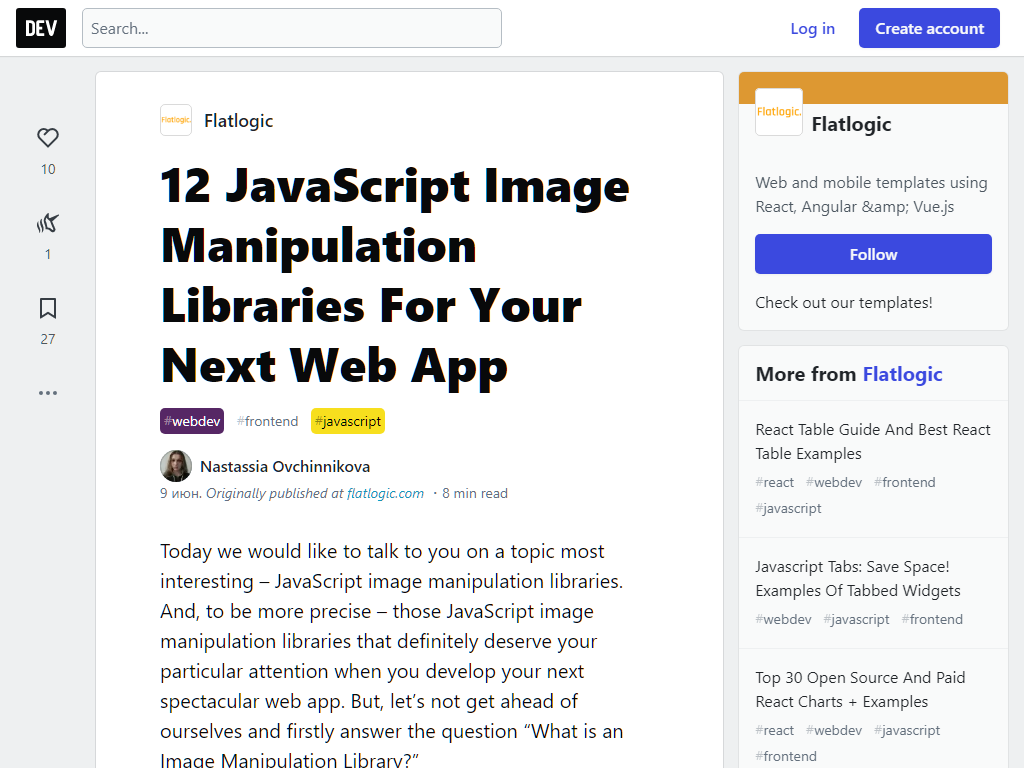 DEV
Search...
Log in
Create account
10
1
27
Flatlogic.
Flatlogic
12 JavaScript Image
Manipulation
Libraries For Your
Next Web App
#webdev #frontend #javascript
Nastassia Ovchinnikova
9 июн. Originally published at flatlogic.com ・8 min read
Today we would like to talk to you on a topic most
interesting – JavaScript image manipulation libraries.
And, to be more precise – those JavaScript image
manipulation libraries that definitely deserve your
particular attention when you develop your next
spectacular web app. But, let’s not get ahead of
ourselves and firstly answer the question “What is an
Image Manipulation Library?”
Flatlogic.
Flatlogic
Web and mobile templates using
React, Angular &amp; Vue.js
Follow
Check out our templates!
More from Flatlogic
React Table Guide And Best React
Table Examples
#react #webdev #frontend
#javascript
Javascript Tabs: Save Space!
Examples Of Tabbed Widgets
#webdev #javascript #frontend
Top 30 Open Source And Paid
React Charts + Examples
#react #webdev #javascript
#frontend